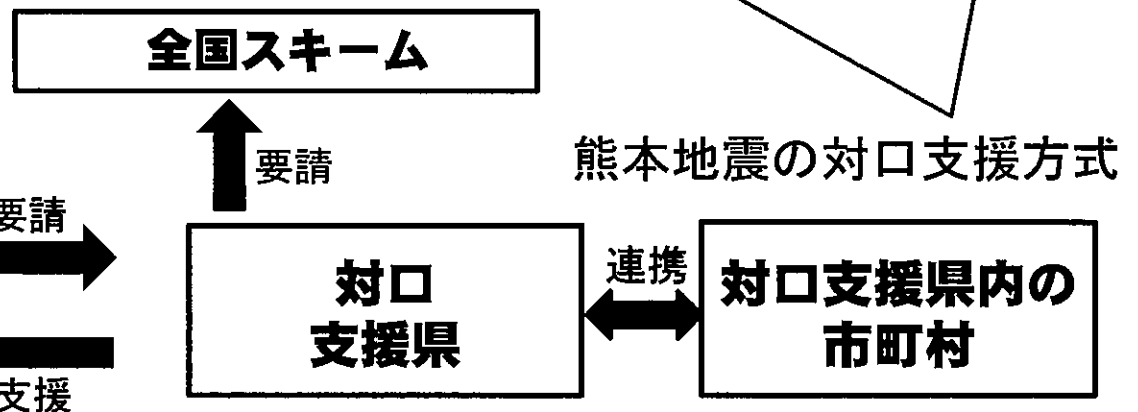 全国スキーム
要請
熊本地震の対口支援方式
要請
対口
支援県
連携
対口支援県内の
市町村
支援